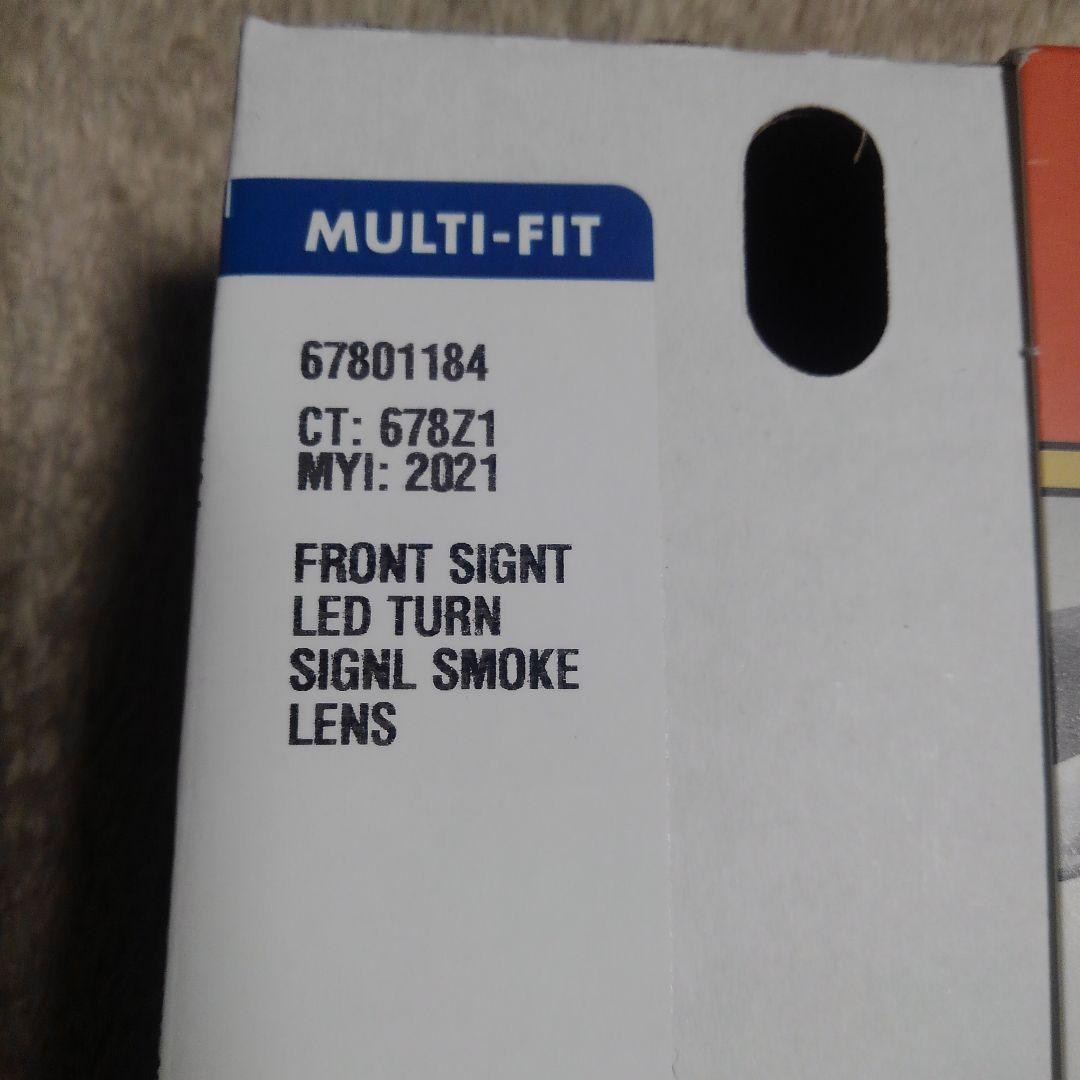 MULTI-FIT
67801184
CT: 678Z1
MYI: 2021
FRONT SIGNT
LED TURN
SIGNL SMOKE
LENS